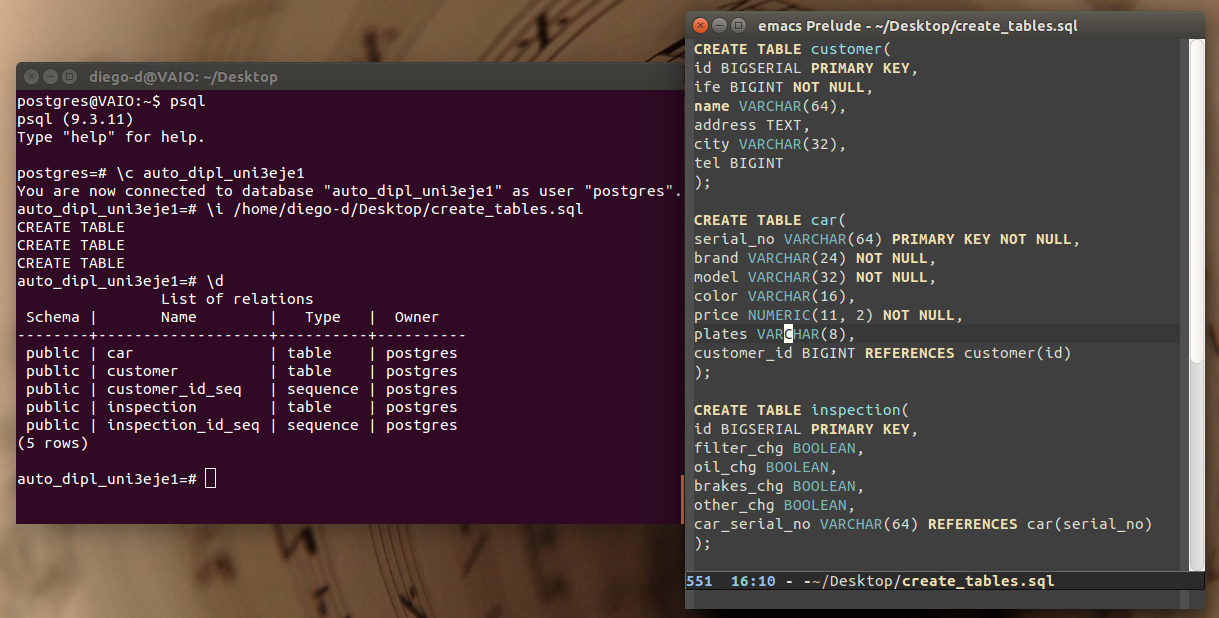 diego-d@VAIO: ~/Desktop
postgres@VAIO:~$ psql
psql (9.3.11)
Type "help" for help.

postgres=# \c auto_dipl_uni3eje1
You are now connected to database "auto_dipl_uni3eje1" as user "postgres".
auto_dipl_uni3eje1=# \i /home/diego-d/Desktop/create_tables.sql
CREATE TABLE
CREATE TABLE
CREATE TABLE
auto_dipl_uni3eje1=# \d
                List of relations
 Schema |       Name        |   Type   |  Owner
--------+-------------------+----------+----------
 public | car               | table    | postgres
 public | customer          | table    | postgres
 public | customer_id_seq   | sequence | postgres
 public | inspection        | table    | postgres
 public | inspection_id_seq | sequence | postgres
(5 rows)

auto_dipl_uni3eje1=#
emacs Prelude - ~/Desktop/create_tables.sql
CREATE TABLE customer(
id BIGSERIAL PRIMARY KEY,
ife BIGINT NOT NULL,
name VARCHAR(64),
address TEXT,
city VARCHAR(32),
tel BIGINT
);

CREATE TABLE car(
serial_no VARCHAR(64) PRIMARY KEY NOT NULL,
brand VARCHAR(24) NOT NULL,
model VARCHAR(32) NOT NULL,
color VARCHAR(16),
price NUMERIC(11, 2) NOT NULL,
plates VARCHAR(8),
customer_id BIGINT REFERENCES customer(id)
);

CREATE TABLE inspection(
id BIGSERIAL PRIMARY KEY,
filter_chg BOOLEAN,
oil_chg BOOLEAN,
brakes_chg BOOLEAN,
other_chg BOOLEAN,
car_serial_no VARCHAR(64) REFERENCES car(serial_no)
);
551  16:10 - -~/Desktop/create_tables.sql